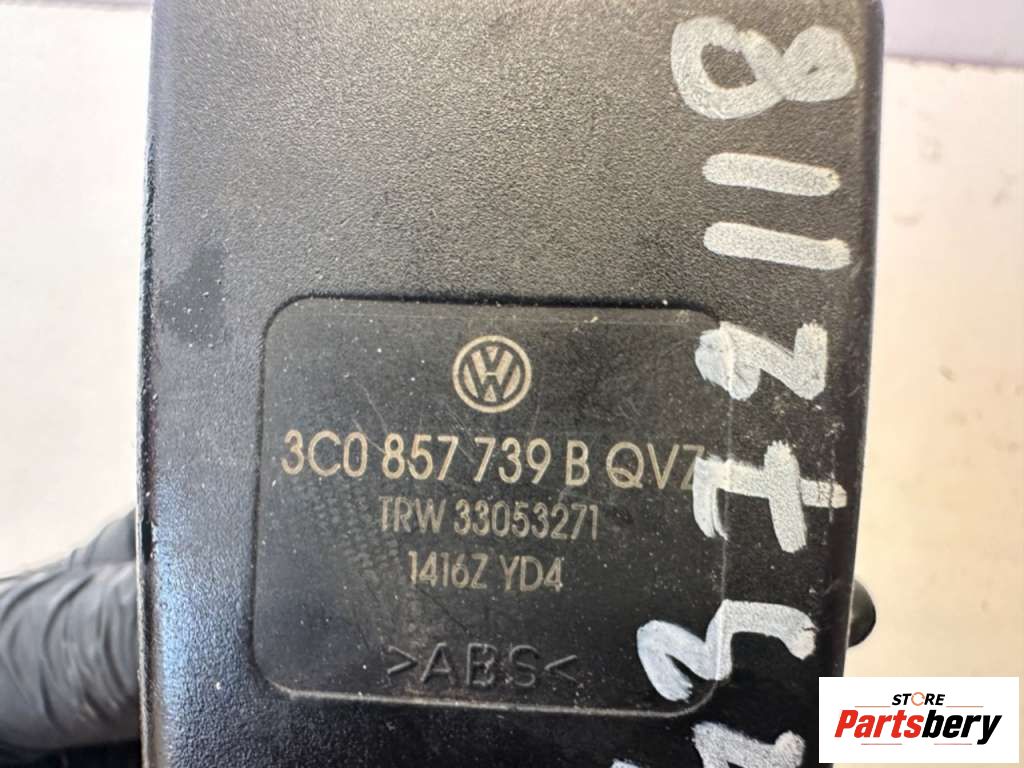 3C0 857 739 B QVZ
TRW 33053271
1416Z YD4
>ABS<
STORE
Partsbery